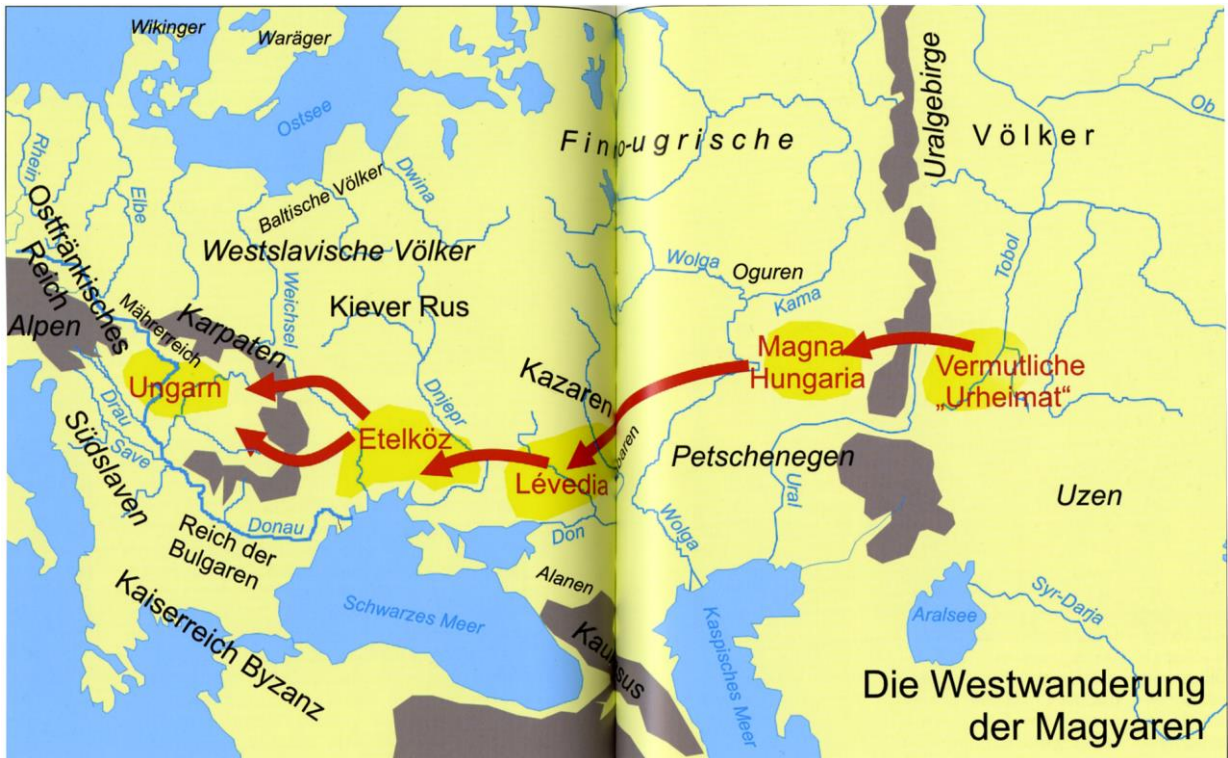 Wikinger
Waräger
Ostsee
Finno-ugrische
Völker
Uralgebirge
Ob
Rhein
Elbe
Baltische Völker
Dwina
Ostfränkisches
Reich
Westslavische Völker
Weichsel
Wolga
Oguren
Kama
Tobol
Alpen
Mährerreich
Karpaten
Kiever Rus
Dnjepr
Kazaren
Magna
Hungaria
Vermutliche
„Urheimat“
Ungarn
Etelköz
Lévedia
Drau
Save
Südslaven
Petschenegen
Ural
Uzen
Donau
Reich der
Bulgaren
Don
Wolga
Alanen
Kaiserreich Byzanz
Schwarzes Meer
Kaspisches Meer
Aralsee
Syr-Darja
Die Westwanderung
der Magyaren